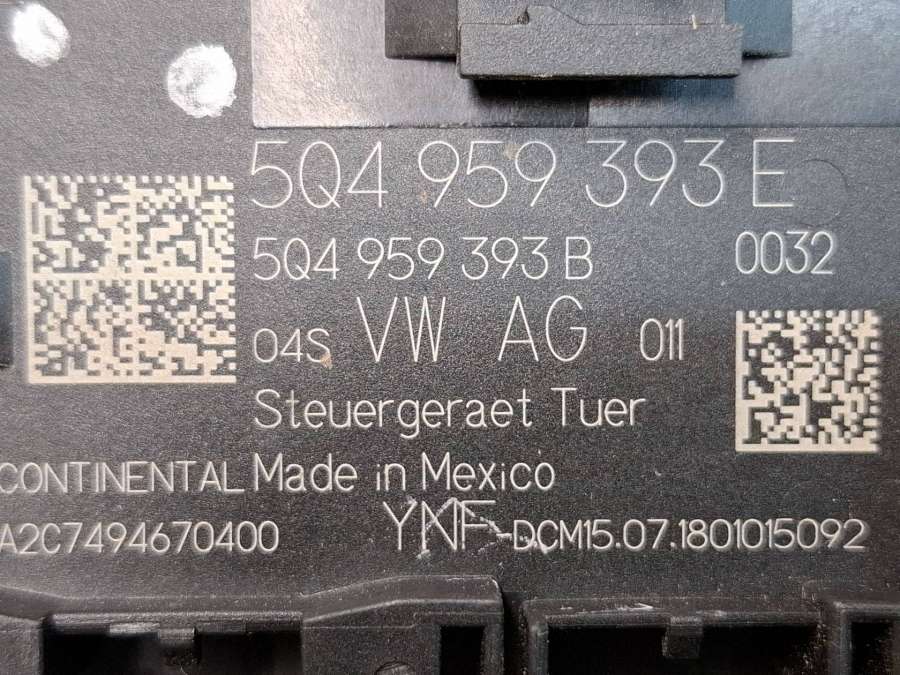 5Q4 959 393 E
5Q4 959 393 B 0032
04S VW AG 011
Steuergeraet Tuer
CONTINENTAL Made in Mexico
A2C7494670400 YNF-DCM15.07.1801015092